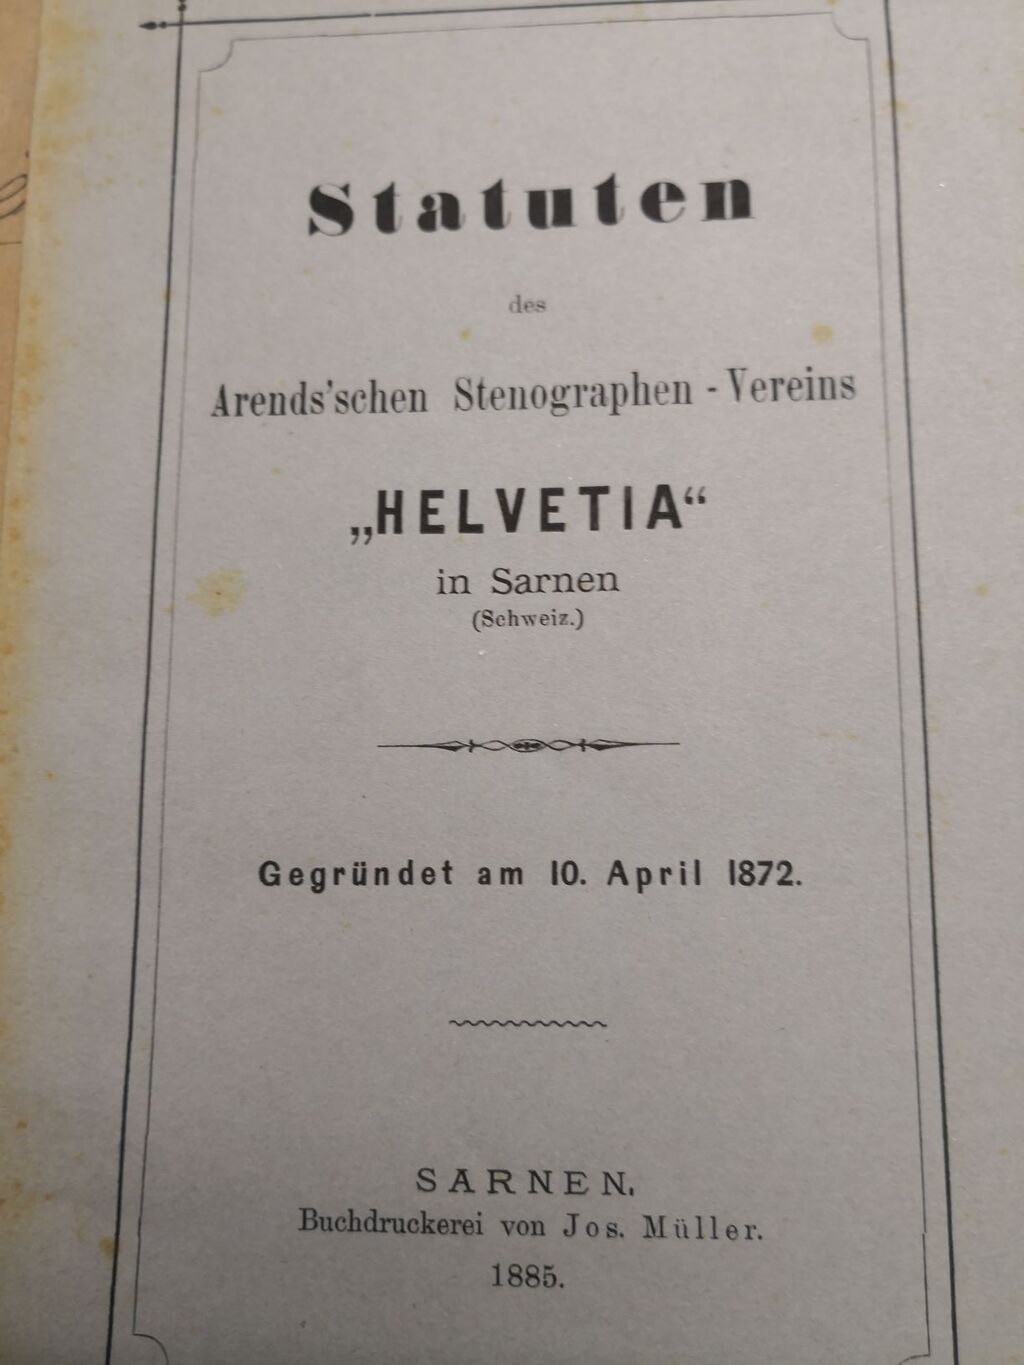 Statuten
des
Arends'schen Stenographen-Vereins
„HELVETIA“
in Sarnen
(Schweiz.)
Gegründet am 10. April 1872.
SARNEN.
Buchdruckerei von Jos. Müller.
1885.